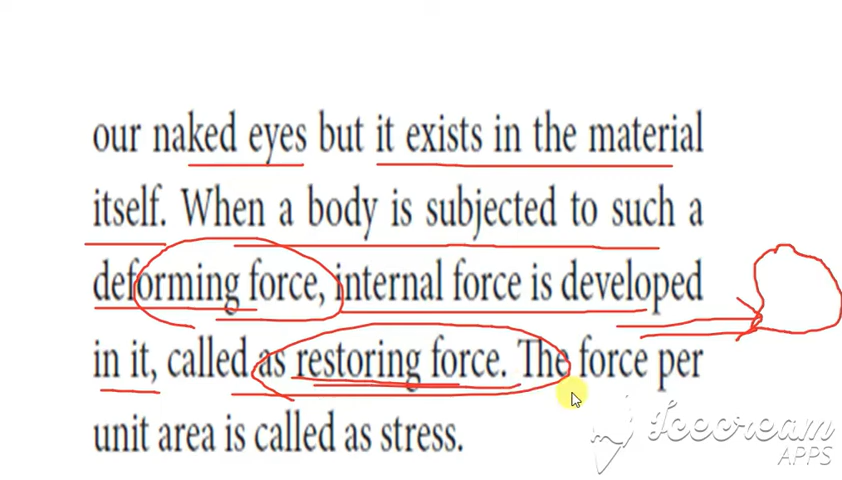 our naked eyes but it exists in the material
itself. When a body is subjected to such a
deforming force, internal force is developed
in it, called as restoring force. The force per
unit area is called as stress.
Icecream
APPS